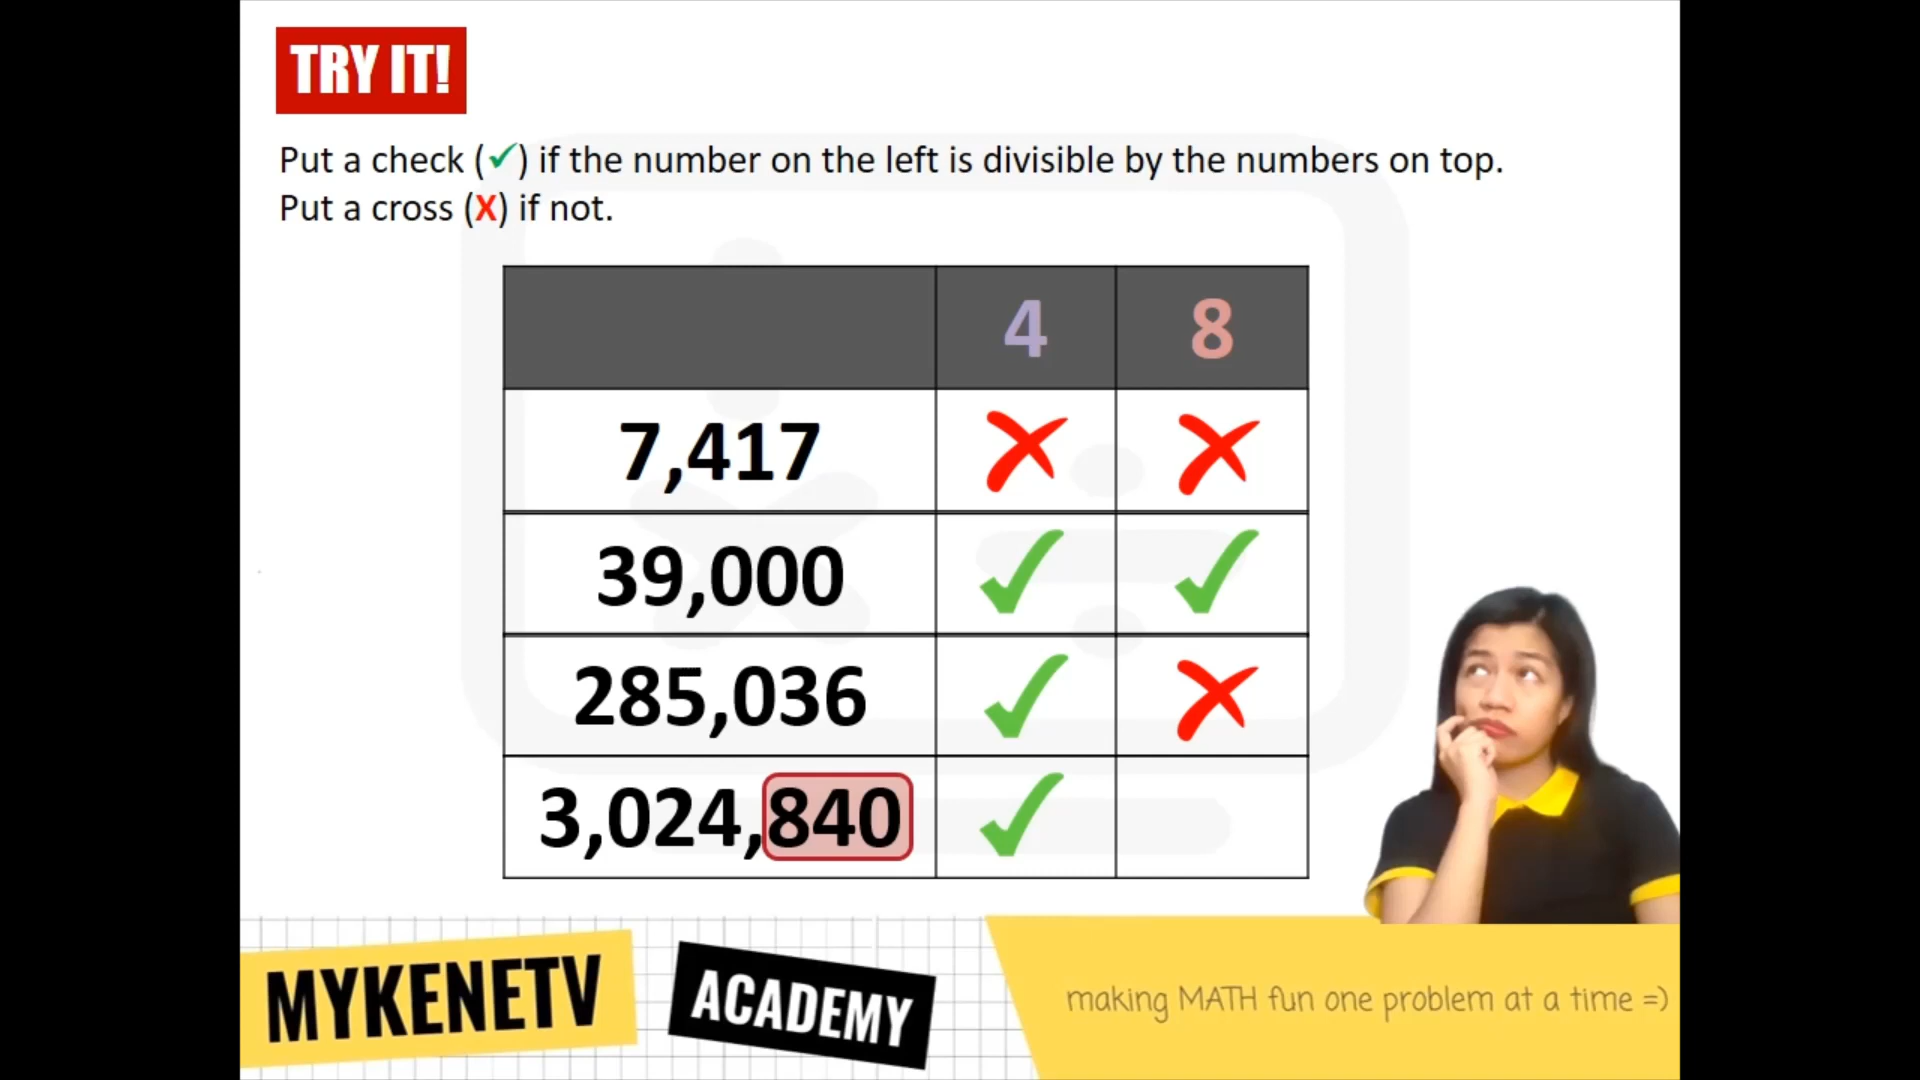 TRY IT!
Put a check (✓) if the number on the left is divisible by the numbers on top.
Put a cross (X) if not.
4 8
7,417 ✗ ✗
39,000 ✓ ✓
285,036 ✓ ✗
3,024,840 ✓
MYKENETV ACADEMY
making MATH fun one problem at a time =)